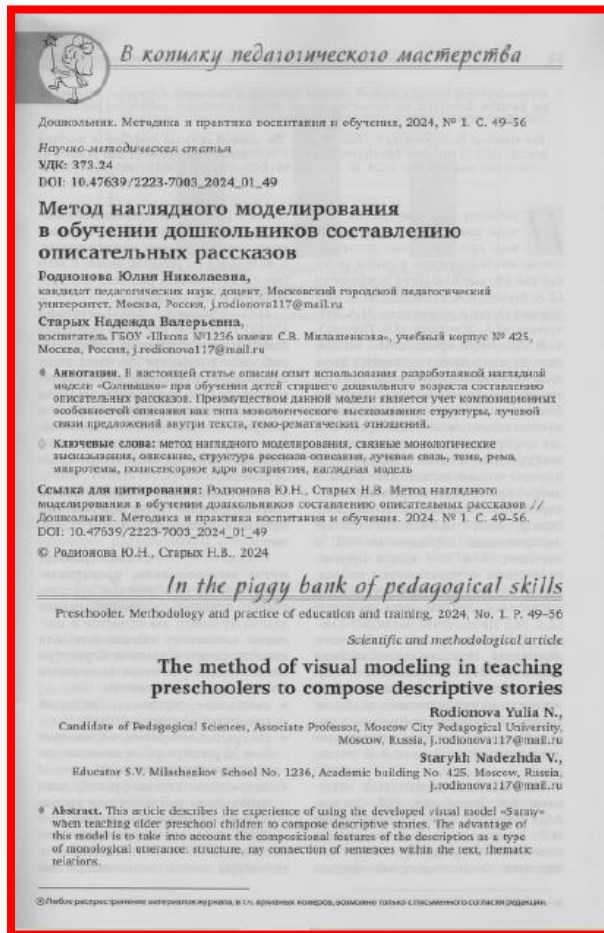 В копилку педагогического мастерства
Дошкольник. Методика и практика воспитания и обучения, 2024, № 1. С. 49–56
Научно-методическая статья
УДК: 373.24
DOI: 10.47639/2223-7003_2024_01_49
Метод наглядного моделирования
в обучении дошкольников составлению
описательных рассказов
Родионова Юлия Николаевна,
кандидат педагогических наук, доцент, Московский городской педагогический
университет, Москва, Россия, j.rodionova117@mail.ru
Старых Надежда Валерьевна,
воспитатель ГБОУ «Школа №1236 имени С.В. Милашенкова», учебный корпус № 425,
Москва, Россия, j.rodionova117@mail.ru
Аннотация. В настоящей статье описан опыт использования разработанной наглядной
модели «Солнышко» при обучении детей старшего дошкольного возраста составлению
описательных рассказов. Преимуществом данной модели является учет композиционных
особенностей описания как типа монологического высказывания: структуры, лучевой
связи предложений внутри текста, темо-рематических отношений.
Ключевые слова: метод наглядного моделирования, связные монологические
высказывания, описание, структура рассказа-описания, лучевая связь, тема, рема,
микротемы, полисенсорное ядро восприятия, наглядная модель
Ссылка для цитирования: Родионова Ю.Н., Старых Н.В. Метод наглядного
моделирования в обучении дошкольников составлению описательных рассказов //
Дошкольник. Методика и практика воспитания и обучения. 2024. № 1. С. 49–56.
DOI: 10.47639/2223-7003_2024_01_49
© Родионова Ю.Н., Старых Н.В., 2024
In the piggy bank of pedagogical skills
Preschooler. Methodology and practice of education and training, 2024, No. 1. P. 49–56
Scientific and methodological article
The method of visual modeling in teaching
preschoolers to compose descriptive stories
Rodionova Yulia N.,
Candidate of Pedagogical Sciences, Associate Professor, Moscow City Pedagogical University,
Moscow, Russia, j.rodionova117@mail.ru
Starykh Nadezhda V.,
Educator S.V. Milashenkov School No. 1236, Academic building No. 425, Moscow, Russia,
j.rodionova117@mail.ru
Abstract. This article describes the experience of using the developed visual model «Sunny»
when teaching older preschool children to compose descriptive stories. The advantage of
this model is to take into account the compositional features of the description as a type
of monological utterance: structure, ray connection of sentences within the text, thematic
relations.
Любое распространение материалов журнала, в т.ч. архивных номеров, возможно только с письменного согласия редакции.